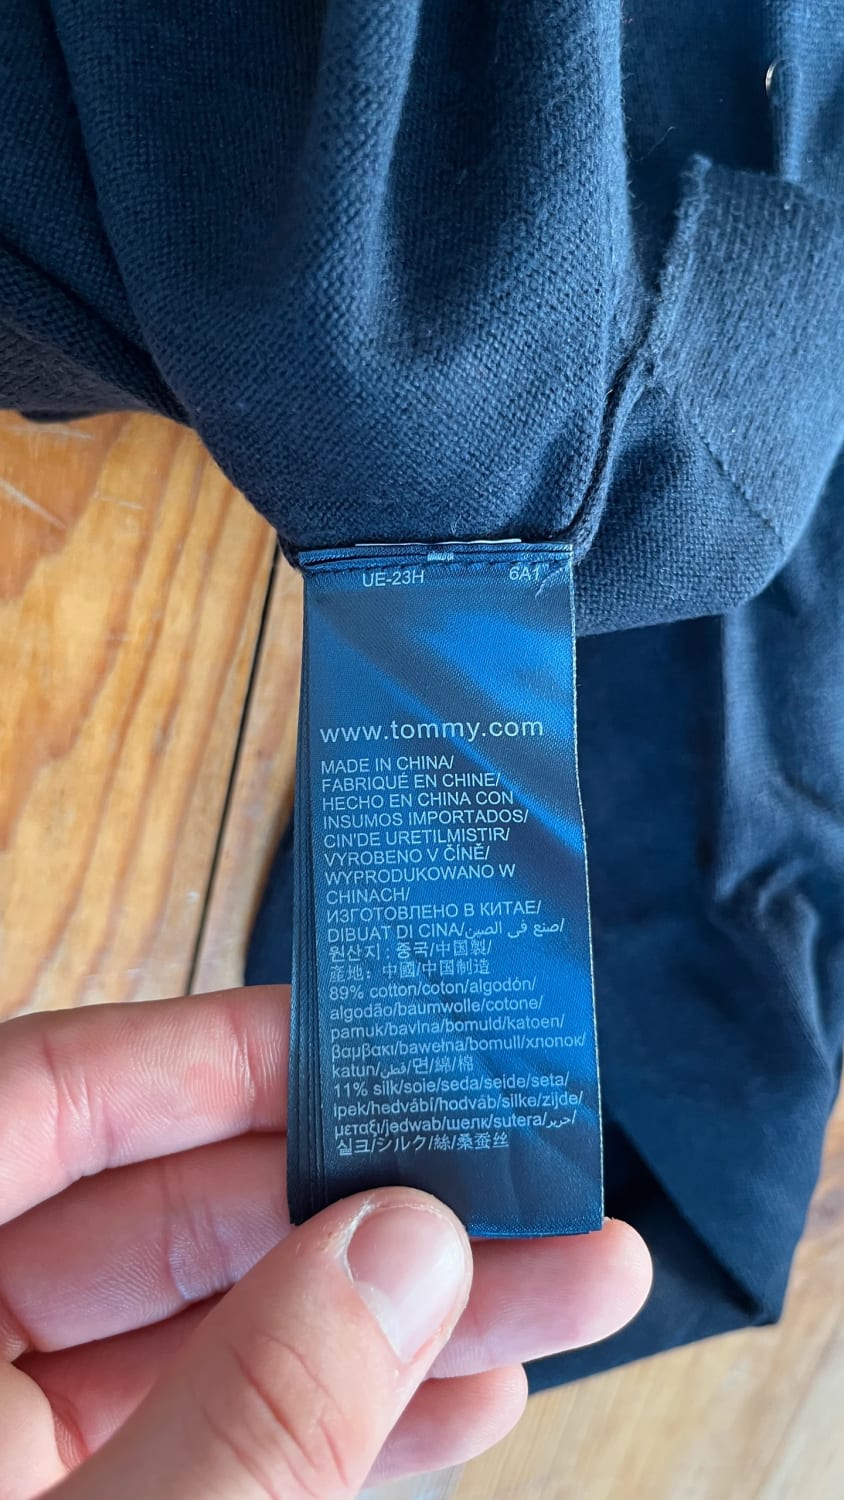 UE-23H 6A1
www.tommy.com
MADE IN CHINA/
FABRIQUÉ EN CHINE/
HECHO EN CHINA CON
INSUMOS IMPORTADOS/
CIN'DE URETILMISTIR/
VYROBENO V ČÍNĚ/
WYPRODUKOWANO W
CHINACH/
ИЗГОТОВЛЕНО В КИТАЕ/
DIBUAT DI CINA/صنع في الصين/
원산지 : 중국/中国製/
產地：中國/中国制造
89% cotton/coton/algodón/
algodão/baumwolle/cotone/
pamuk/bavlna/bomuld/katoen/
βαμβακι/bawełna/bomull/хлопок/
katun/قطن/면/綿/棉
11% silk/soie/seda/seide/seta/
ipek/hedvábí/hodváb/silke/zijde/
μεταξι/jedwab/шелк/sutera/حرير/
실크/シルク/絲/桑蚕丝